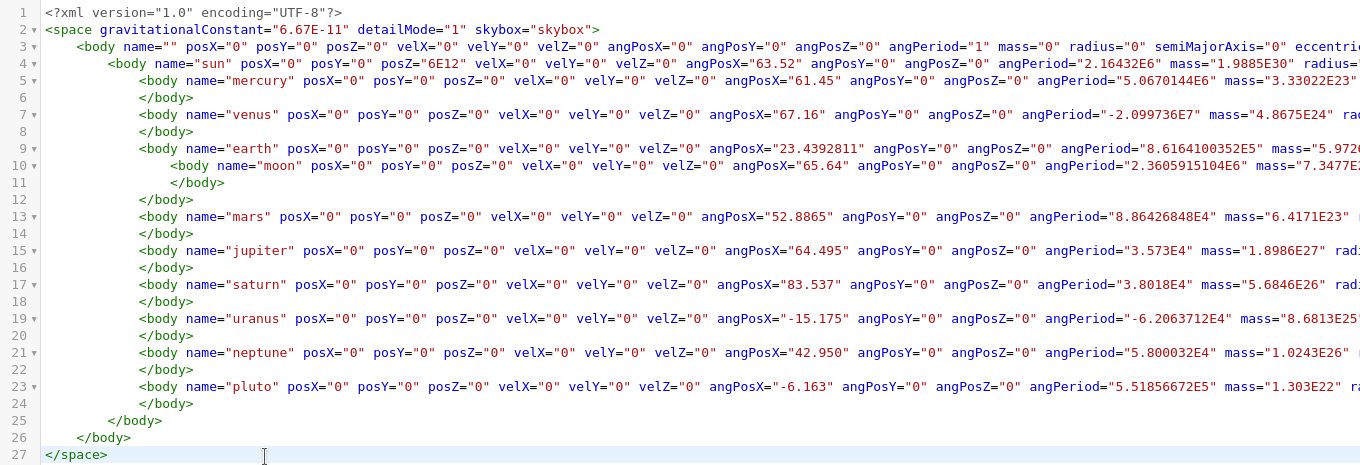 1 <?xml version="1.0" encoding="UTF-8"?>
2 <space gravitationalConstant="6.67E-11" detailMode="1" skybox="skybox">
3 <body name="" posX="0" posY="0" posZ="0" velX="0" velY="0" velZ="0" angPosX="0" angPosY="0" angPosZ="0" angPeriod="1" mass="0" radius="0" semiMajorAxis="0" eccentri
4 <body name="sun" posX="0" posY="0" posZ="6E12" velX="0" velY="0" velZ="0" angPosX="63.52" angPosY="0" angPosZ="0" angPeriod="2.16432E6" mass="1.9885E30" radius="
5 <body name="mercury" posX="0" posY="0" posZ="0" velX="0" velY="0" velZ="0" angPosX="61.45" angPosY="0" angPosZ="0" angPeriod="5.0670144E6" mass="3.33022E23"
6 </body>
7 <body name="venus" posX="0" posY="0" posZ="0" velX="0" velY="0" velZ="0" angPosX="67.16" angPosY="0" angPosZ="0" angPeriod="-2.099736E7" mass="4.8675E24" rad
8 </body>
9 <body name="earth" posX="0" posY="0" posZ="0" velX="0" velY="0" velZ="0" angPosX="23.4392811" angPosY="0" angPosZ="0" angPeriod="8.6164100352E5" mass="5.972
10 <body name="moon" posX="0" posY="0" posZ="0" velX="0" velY="0" velZ="0" angPosX="65.64" angPosY="0" angPosZ="0" angPeriod="2.3605915104E6" mass="7.3477E
11 </body>
12 </body>
13 <body name="mars" posX="0" posY="0" posZ="0" velX="0" velY="0" velZ="0" angPosX="52.8865" angPosY="0" angPosZ="0" angPeriod="8.86426848E4" mass="6.4171E23"
14 </body>
15 <body name="jupiter" posX="0" posY="0" posZ="0" velX="0" velY="0" velZ="0" angPosX="64.495" angPosY="0" angPosZ="0" angPeriod="3.573E4" mass="1.8986E27" radi
16 </body>
17 <body name="saturn" posX="0" posY="0" posZ="0" velX="0" velY="0" velZ="0" angPosX="83.537" angPosY="0" angPosZ="0" angPeriod="3.8018E4" mass="5.6846E26" radi
18 </body>
19 <body name="uranus" posX="0" posY="0" posZ="0" velX="0" velY="0" velZ="0" angPosX="-15.175" angPosY="0" angPosZ="0" angPeriod="-6.2063712E4" mass="8.6813E25"
20 </body>
21 <body name="neptune" posX="0" posY="0" posZ="0" velX="0" velY="0" velZ="0" angPosX="42.950" angPosY="0" angPosZ="0" angPeriod="5.800032E4" mass="1.0243E26"
22 </body>
23 <body name="pluto" posX="0" posY="0" posZ="0" velX="0" velY="0" velZ="0" angPosX="-6.163" angPosY="0" angPosZ="0" angPeriod="5.51856672E5" mass="1.303E22" ra
24 </body>
25 </body>
26 </body>
27 </space>